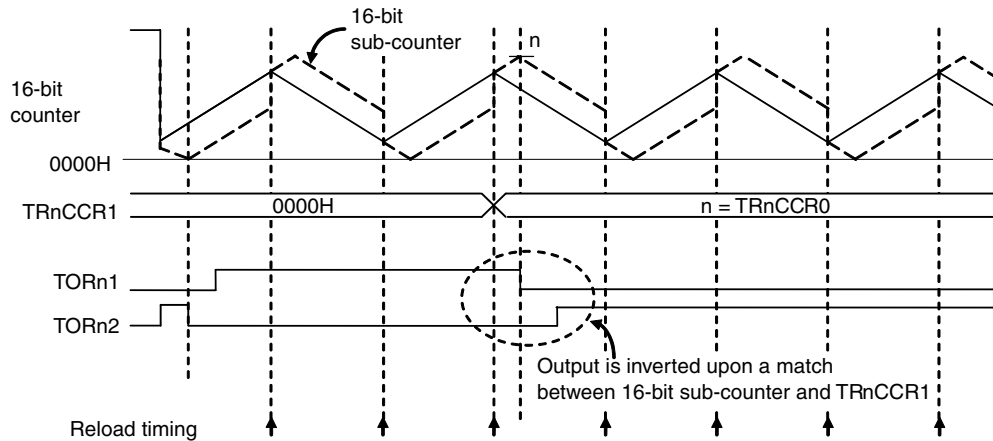 16-bit
sub-counter
n
16-bit
counter
0000H
TRnCCR1
0000H
n = TRnCCR0
TORn1
TORn2
Output is inverted upon a match
between 16-bit sub-counter and TRnCCR1
Reload timing